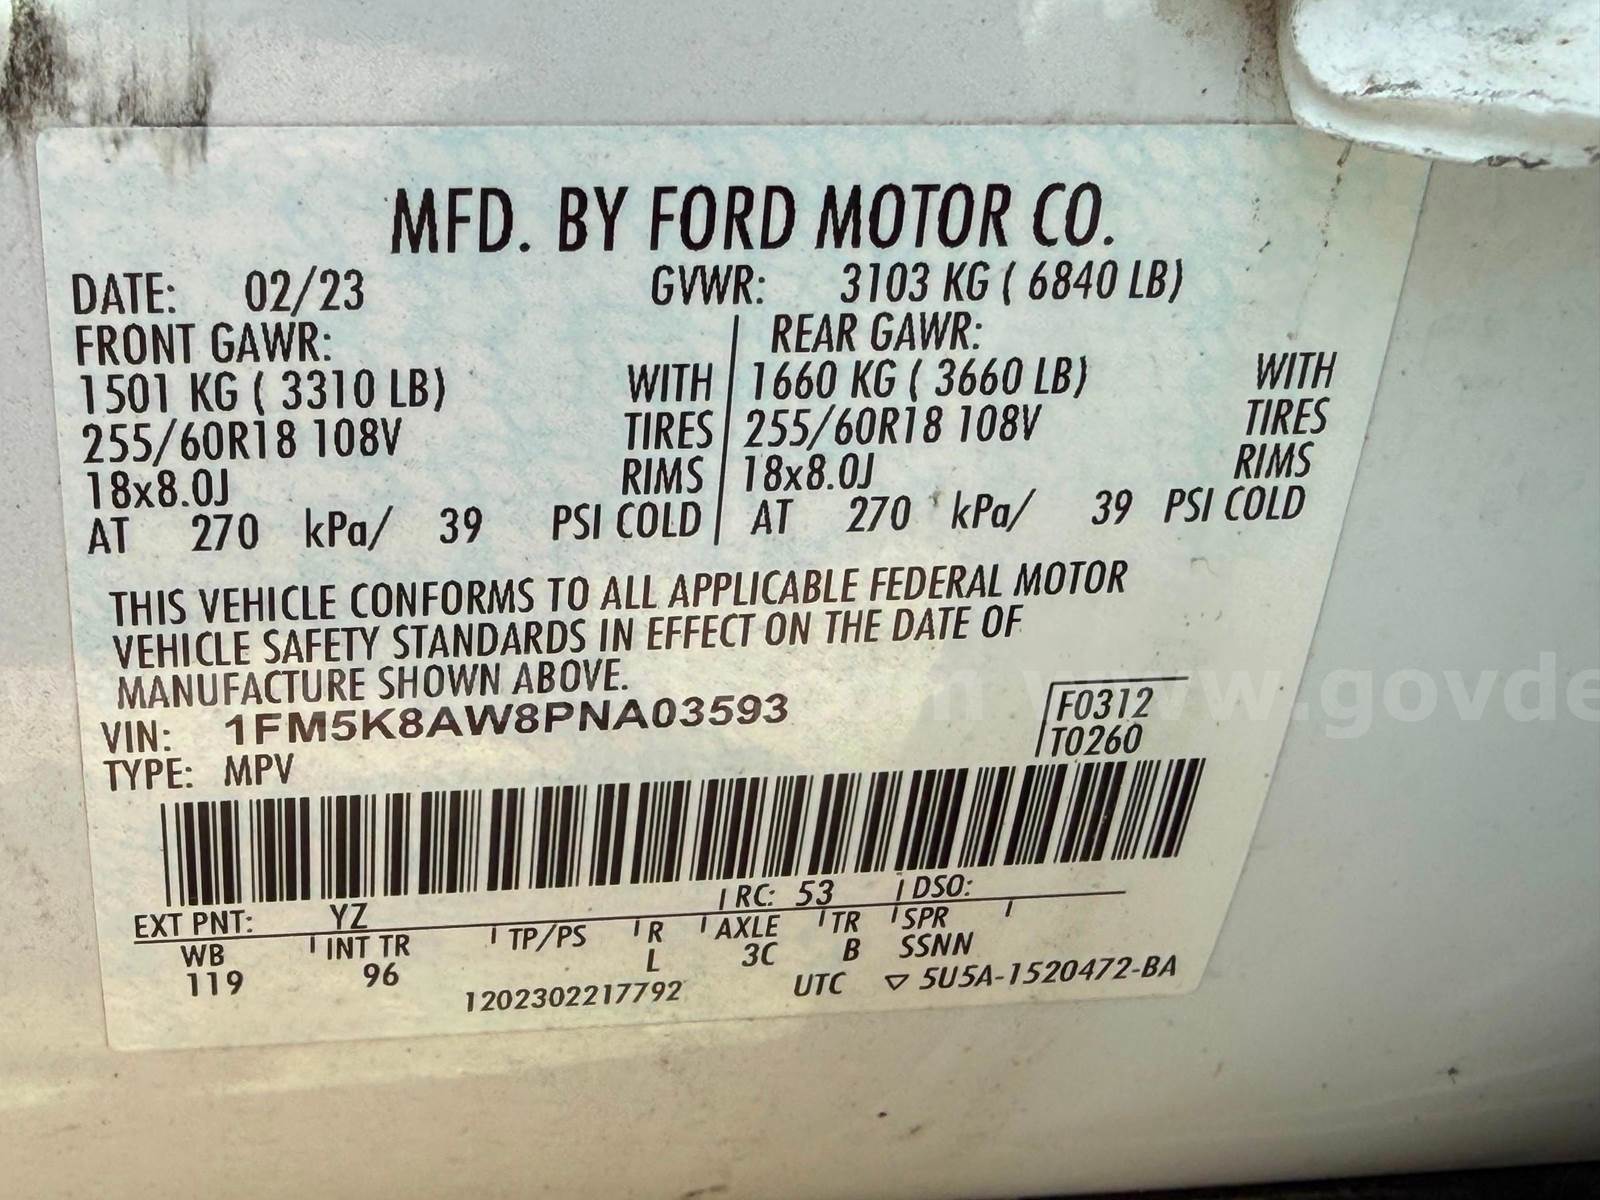 MFD. BY FORD MOTOR CO.
DATE: 02/23 GVWR: 3103 KG ( 6840 LB)
FRONT GAWR: REAR GAWR:
1501 KG ( 3310 LB) WITH 1660 KG ( 3660 LB) WITH
255/60R18 108V TIRES 255/60R18 108V TIRES
18x8.0J RIMS 18x8.0J RIMS
AT 270 kPa/ 39 PSI COLD AT 270 kPa/ 39 PSI COLD
THIS VEHICLE CONFORMS TO ALL APPLICABLE FEDERAL MOTOR
VEHICLE SAFETY STANDARDS IN EFFECT ON THE DATE OF
MANUFACTURE SHOWN ABOVE.
VIN: 1FM5K8AW8PNA03593 F0312
TYPE: MPV T0260
EXT PNT: YZ RC: 53 DSO:
WB INT TR TP/PS R AXLE TR SPR
119 96 L 3C B SSNN
1202302217792 UTC ▽ 5U5A-1520472-BA
www.govde